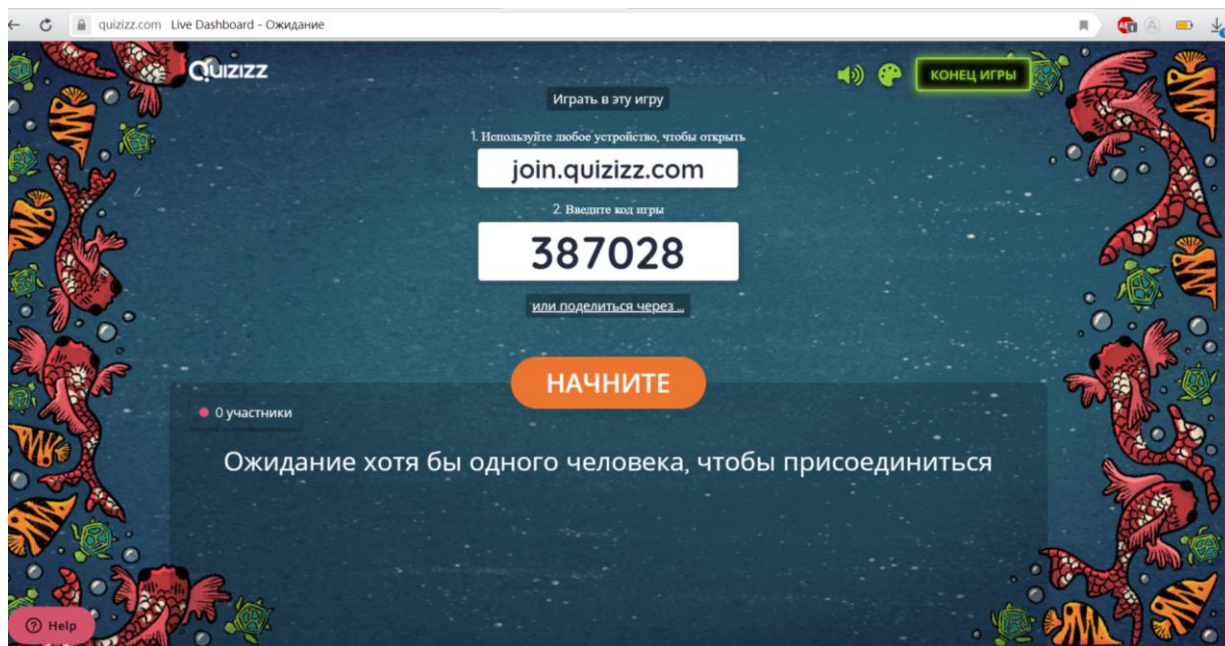 quizizz.com Live Dashboard - Ожидание
Quizizz
КОНЕЦ ИГРЫ
Играть в эту игру
1. Используйте любое устройство, чтобы открыть
join.quizizz.com
2. Введите код игры
387028
или поделиться через ...
НАЧНИТЕ
0 участники
Ожидание хотя бы одного человека, чтобы присоединиться
Help